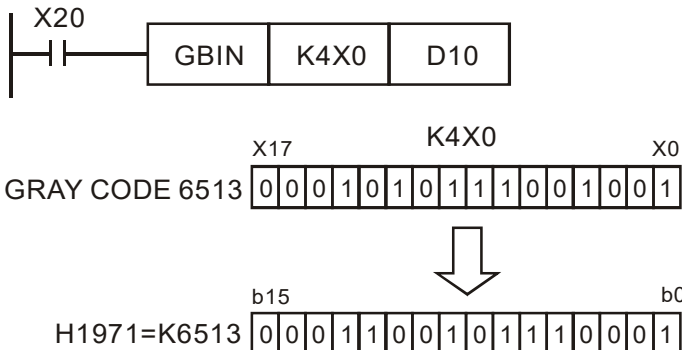 X20
GBIN K4X0 D10
K4X0
X17 X0
GRAY CODE 6513 0 0 0 1 0 1 0 1 1 1 0 0 1 0 0 1
b15 b0
H1971=K6513 0 0 0 1 1 0 0 1 0 1 1 1 0 0 0 1